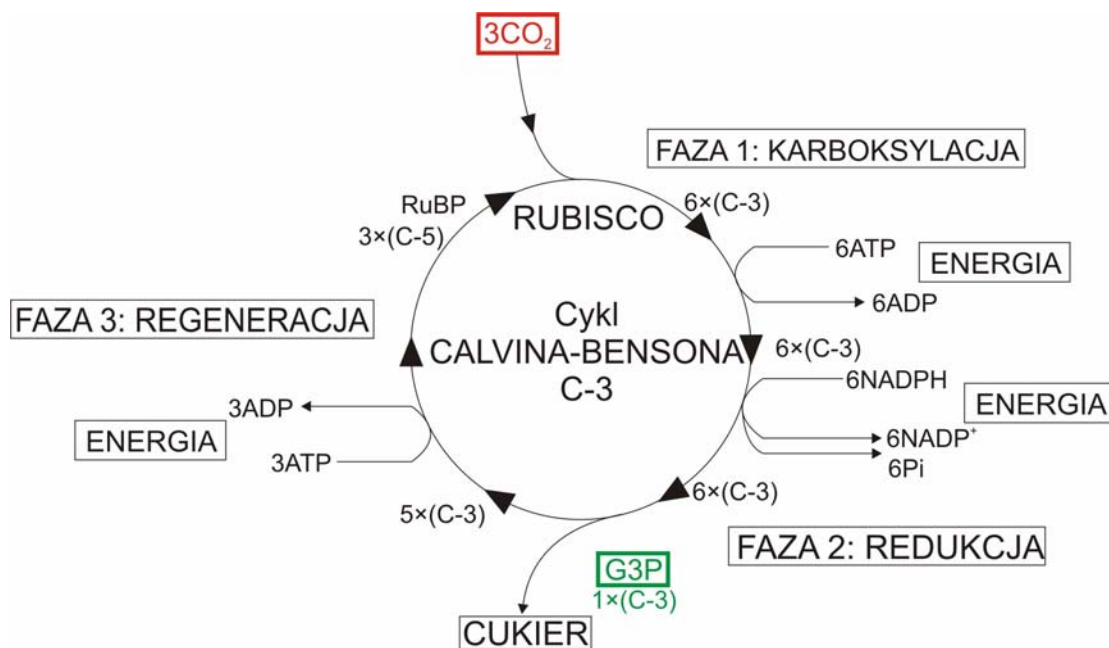 3CO₂
FAZA 1: KARBOKSYLACJA
RuBP
3×(C-5)
RUBISCO
6×(C-3)
6ATP
ENERGIA
6ADP
FAZA 3: REGENERACJA
Cykl
CALVINA-BENSONA
C-3
6×(C-3)
6NADPH
ENERGIA
6NADP⁺
6Pi
3ADP
ENERGIA
3ATP
5×(C-3)
6×(C-3)
FAZA 2: REDUKCJA
G3P
1×(C-3)
CUKIER